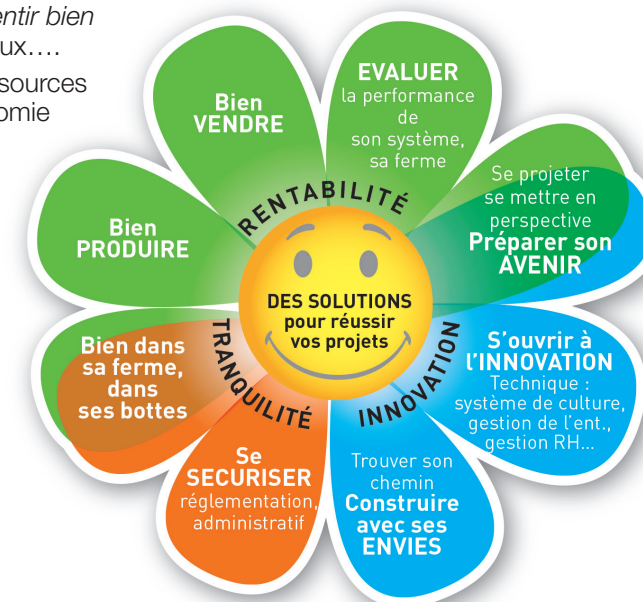 entir bien
ux....
sources
omie
Bien
VENDRE
EVALUER
la performance
de
son système,
sa ferme
Se projeter
se mettre en
perspective
Préparer son
AVENIR
Bien
PRODUIRE
RENTABILITÉ
DES SOLUTIONS
pour réussir
vos projets
TRANQUILITÉ
INNOVATION
Bien dans
sa ferme,
dans
ses bottes
S'ouvrir à
l'INNOVATION
Technique :
système de culture,
gestion de l'ent.,
gestion RH...
Se
SECURISER
réglementation,
administratif
Trouver son
chemin
Construire
avec ses
ENVIES